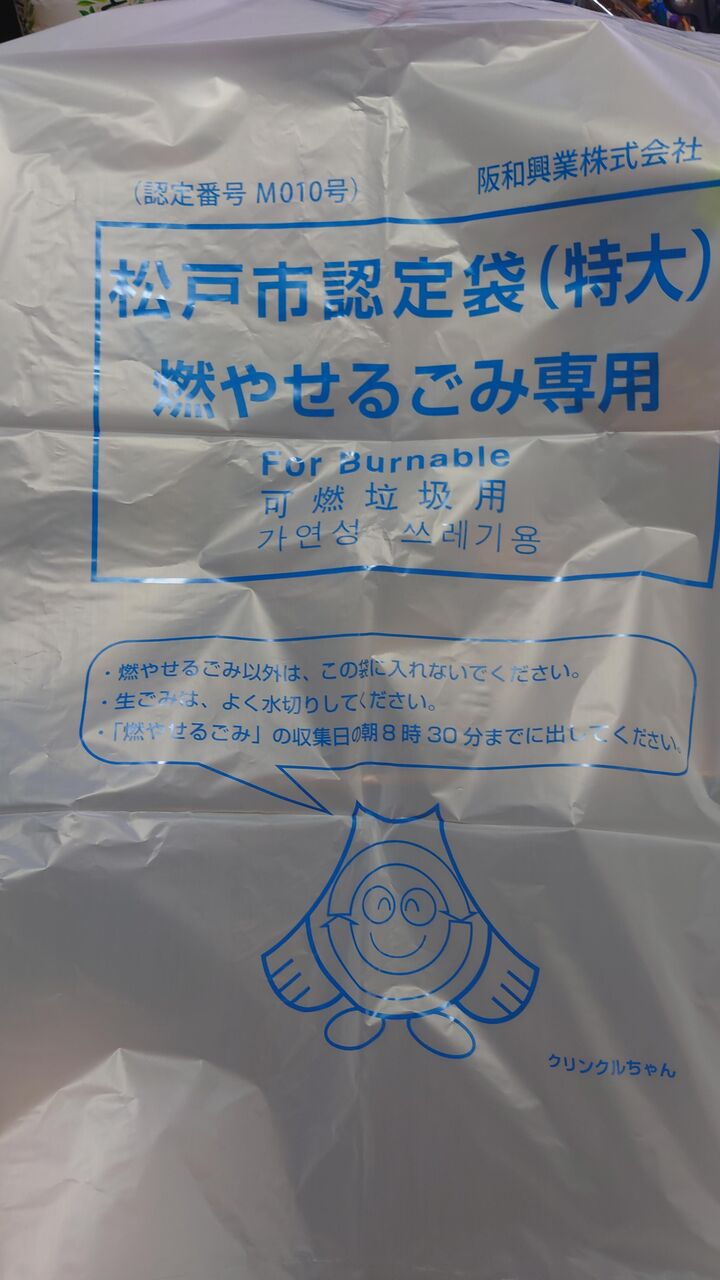 （認定番号 M010号）
阪和興業株式会社
松戸市認定袋（特大）
燃やせるごみ専用
For Burnable
可燃垃圾用
가연성 쓰레기용
・燃やせるごみ以外は、この袋に入れないでください。
・生ごみは、よく水切りしてください。
・「燃やせるごみ」の収集日の朝8時30分までに出してください。
クリンクルちゃん